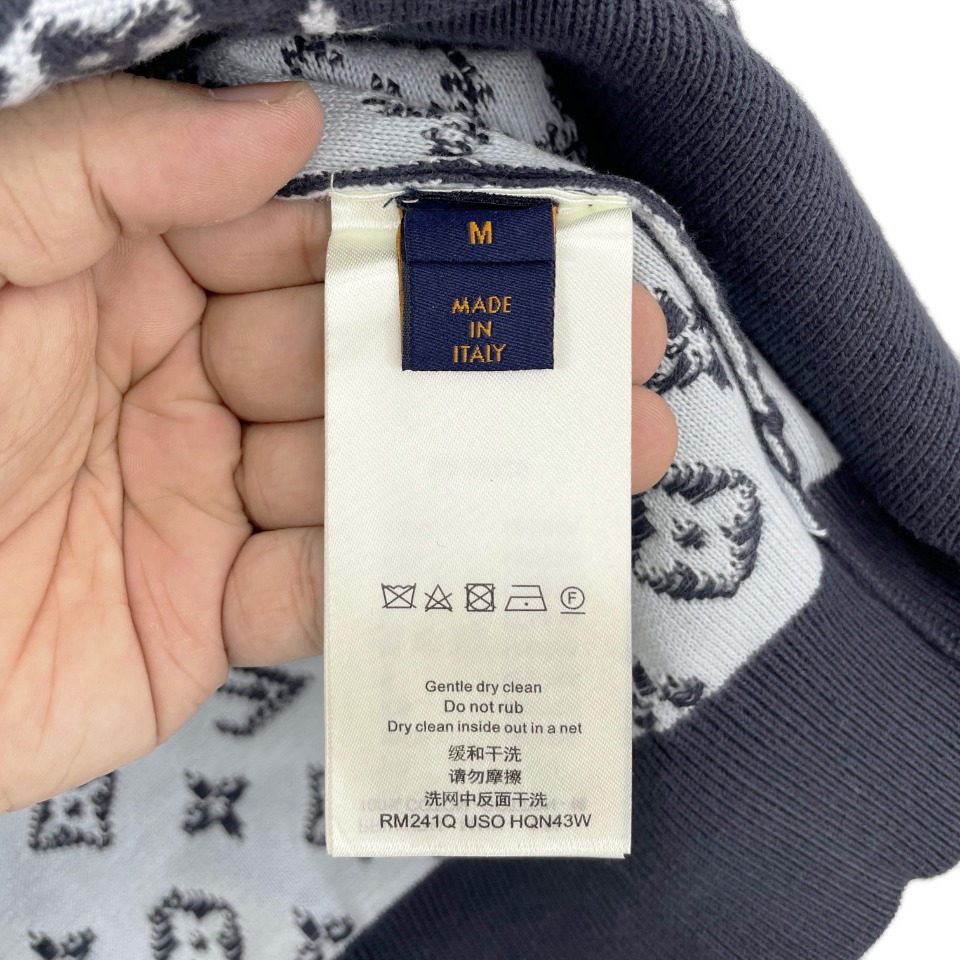 M
MADE
IN
ITALY
F
Gentle dry clean
Do not rub
Dry clean inside out in a net
缓和干洗
请勿摩擦
洗网中反面干洗
RM241Q USO HQN43W